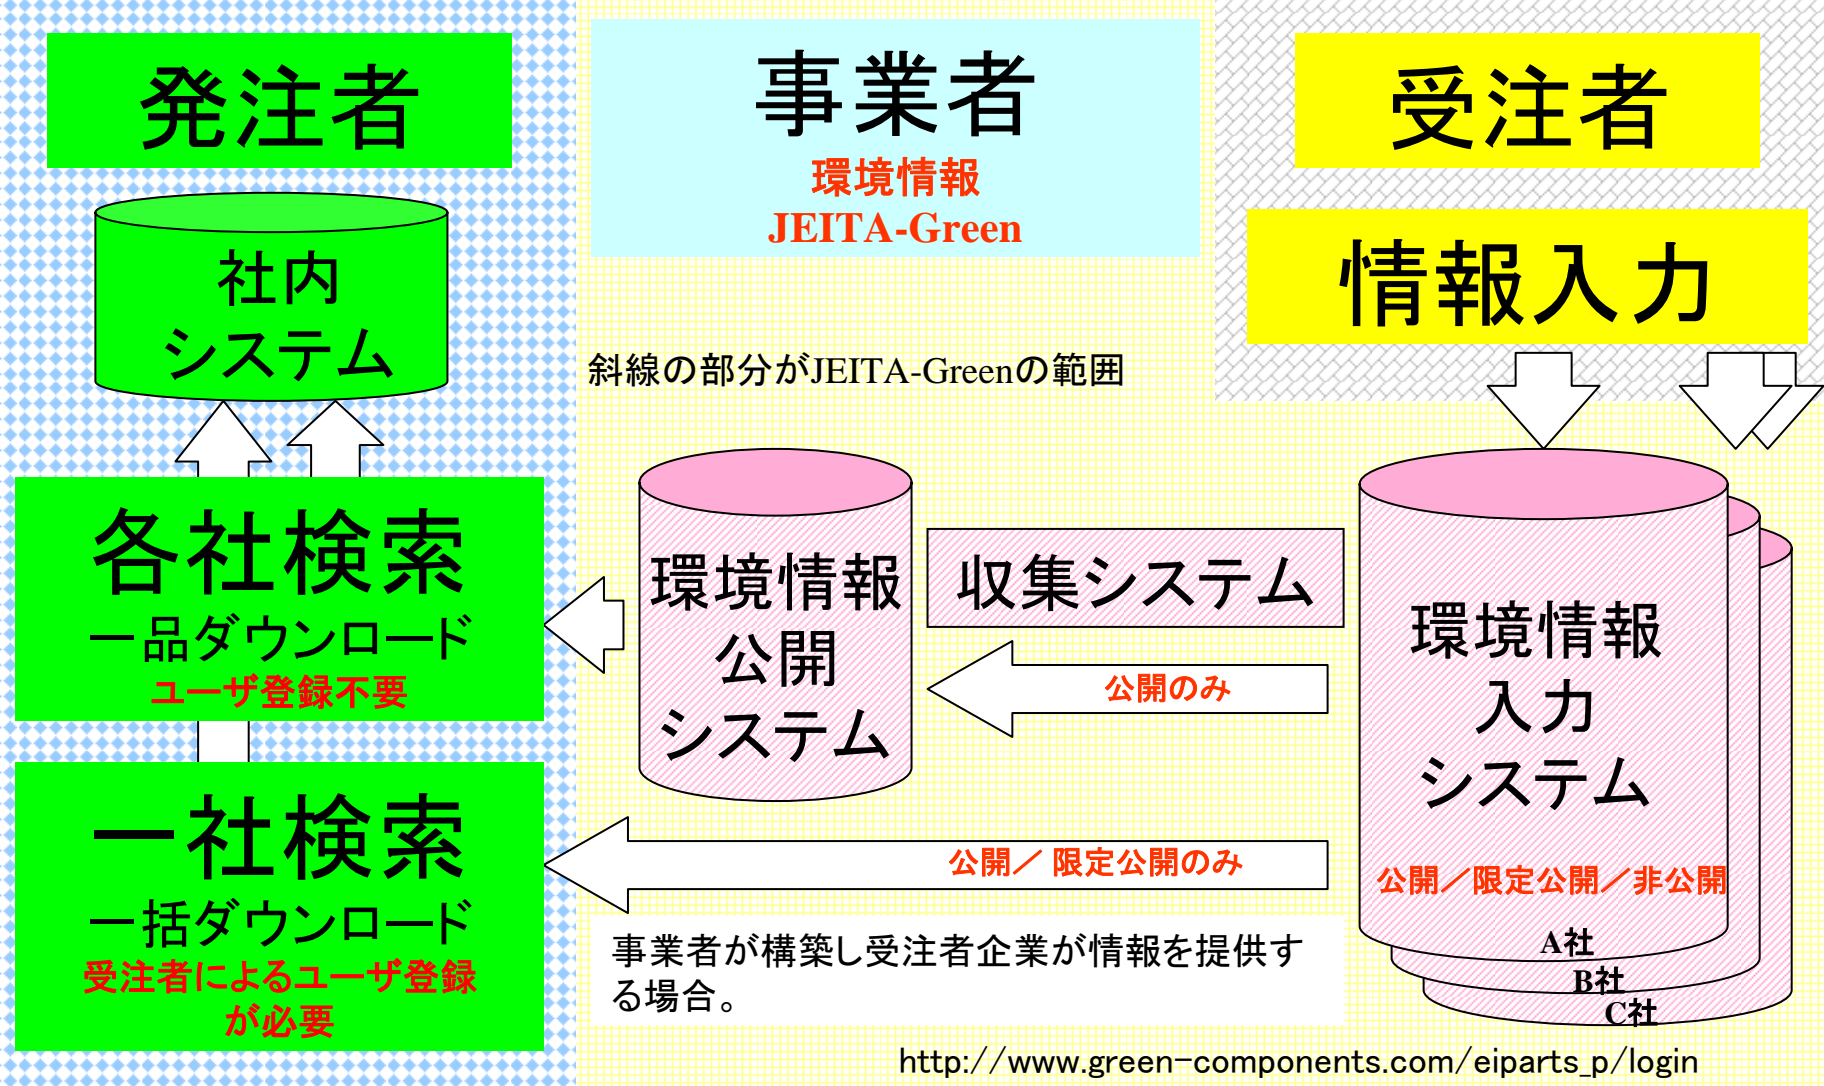 発注者
社内
システム
各社検索
一品ダウンロード
ユーザ登録不要
一社検索
一括ダウンロード
受注者によるユーザ登録
が必要
事業者
環境情報
JEITA-Green
斜線の部分がJEITA-Greenの範囲
環境情報
公開
システム
収集システム
公開のみ
公開／限定公開のみ
事業者が構築し受注者企業が情報を提供す
る場合。
受注者
情報入力
環境情報
入力
システム
公開／限定公開／非公開
A社
B社
C社
http://www.green-components.com/eiparts_p/login